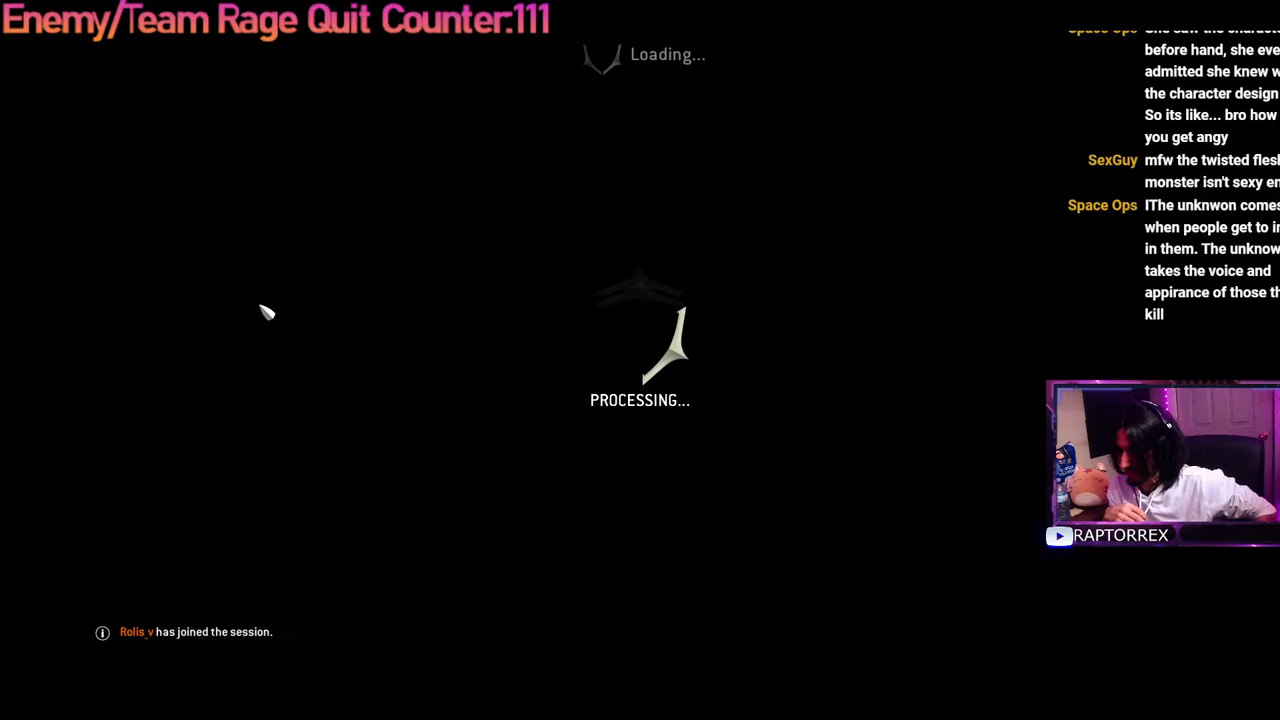 Enemy/Team Rage Quit Counter:111
Loading...
before hand, she eve
admitted she knew w
the character design
So its like... bro how
you get angy
SexGuy mfw the twisted fles
monster isn't sexy en
Space Ops IThe unknwon comes
when people get to in
in them. The unknow
takes the voice and
appirance of those th
kill
PROCESSING...
RAPTORREX
Rolis_v has joined the session.